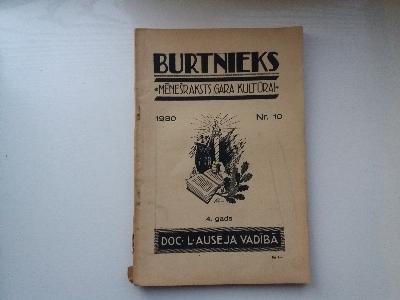 BURTNIEKS
MĒNEŠRAKSTS GARA KULTŪRAI
1930 Nr. 10
4. gads
DOC. L. AUSEJA VADĪBĀ